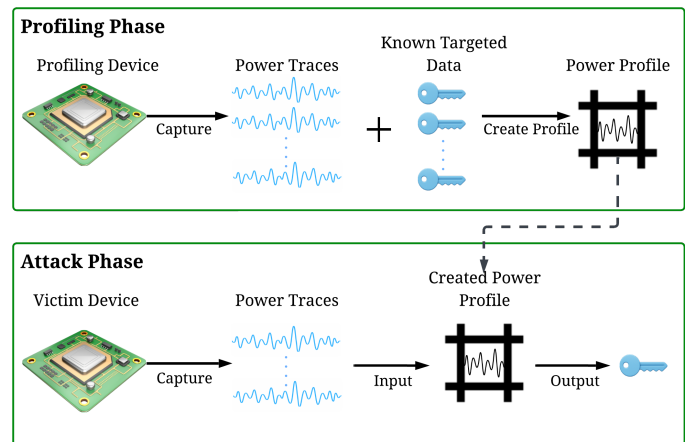 Profiling Phase
Profiling Device
Power Traces
Known Targeted
Data
Power Profile
Capture
Create Profile
Attack Phase
Victim Device
Power Traces
Created Power
Profile
Capture
Input
Output